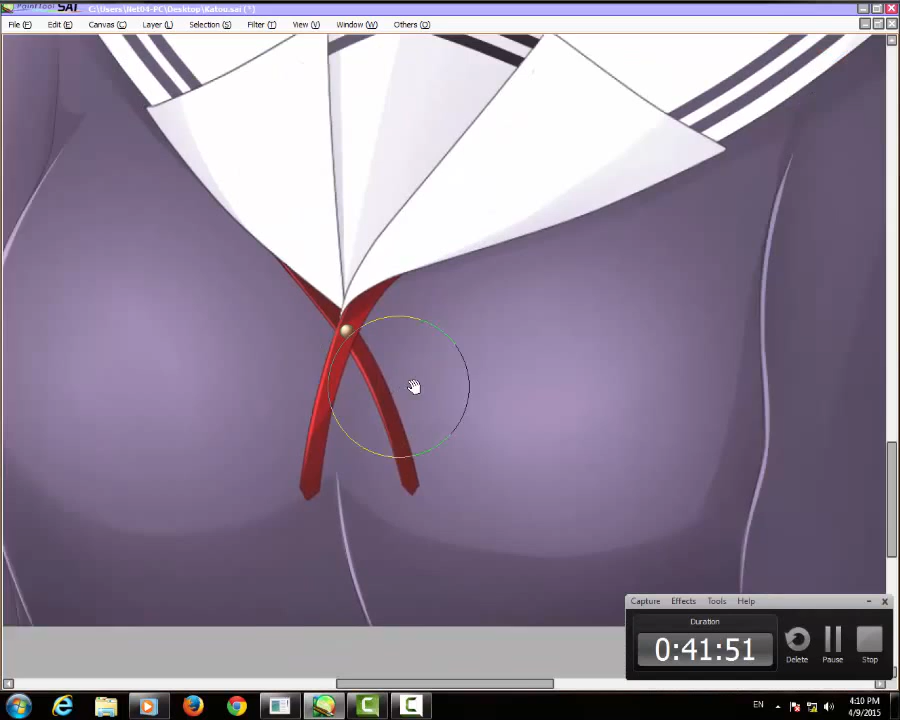 PaintTool SAI C:\Users\Net04-PC\Desktop\Katou.sai [*]
File (F) Edit (E) Canvas (C) Layer (L) Selection (S) Filter (T) View (V) Window (W) Others (O)
Capture Effects Tools Help
Duration
0:41:51
Delete Pause Stop
EN
4:10 PM
4/9/2015